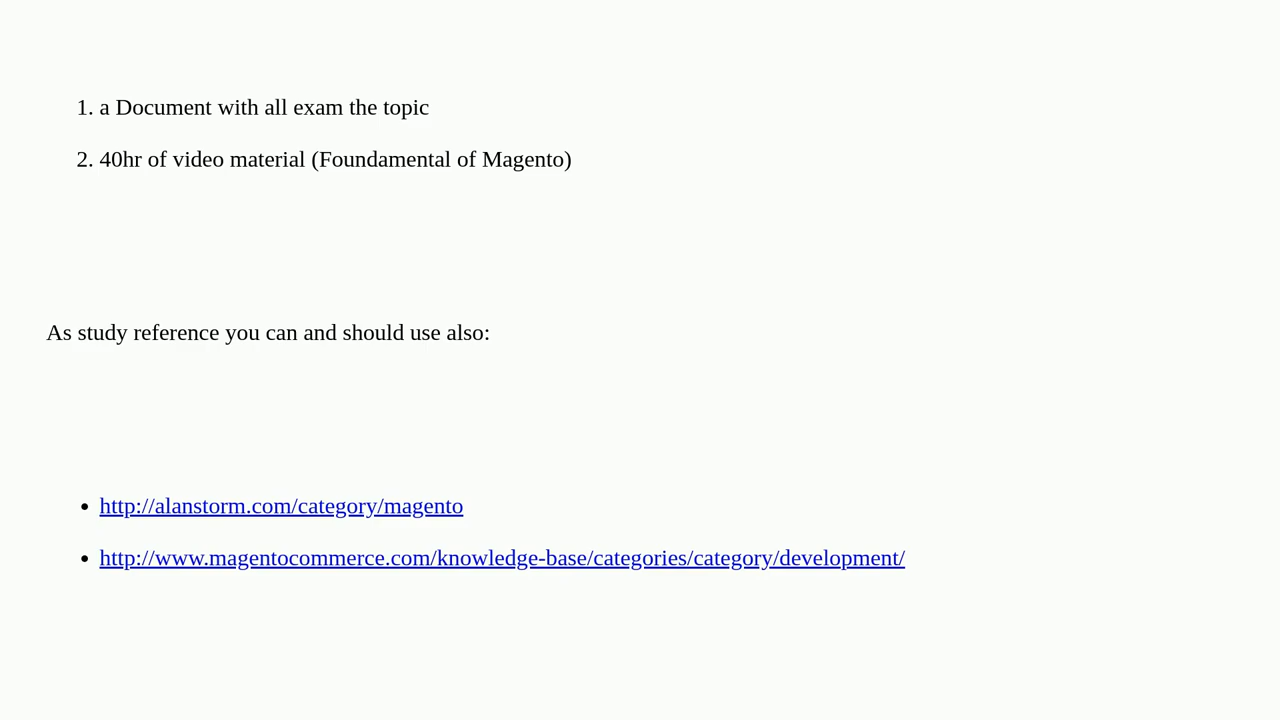 1. a Document with all exam the topic
2. 40hr of video material (Foundamental of Magento)
As study reference you can and should use also:
• http://alanstorm.com/category/magento
• http://www.magentocommerce.com/knowledge-base/categories/category/development/